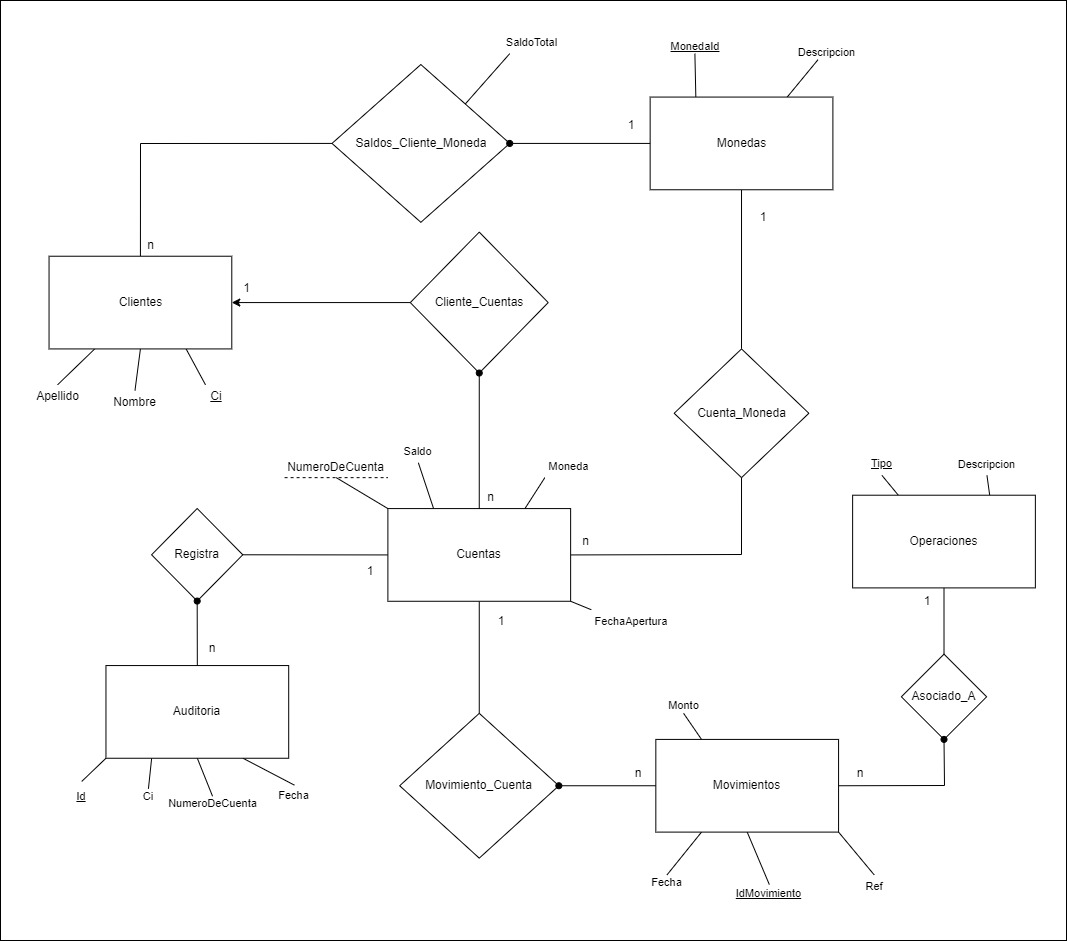 SaldoTotal
MonedaId
Descripcion
1
Saldos_Cliente_Moneda
Monedas
1
n
1
Clientes
Cliente_Cuentas
Apellido
Nombre
Ci
Cuenta_Moneda
Saldo
NumeroDeCuenta
Moneda
Tipo
Descripcion
n
n
Registra
Cuentas
Operaciones
1
1
1
FechaApertura
n
Asociado_A
Auditoria
Monto
n
n
Movimiento_Cuenta
Movimientos
Id
Ci
NumeroDeCuenta
Fecha
Fecha
IdMovimiento
Ref